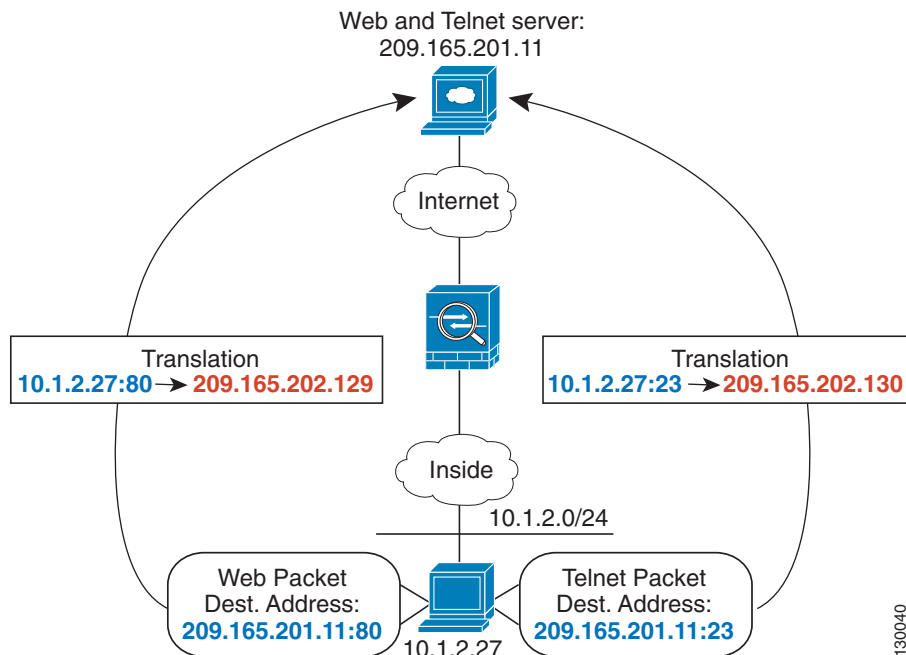 Web and Telnet server:
209.165.201.11
Internet
Translation
10.1.2.27:80 → 209.165.202.129
Translation
10.1.2.27:23 → 209.165.202.130
Inside
10.1.2.0/24
Web Packet
Dest. Address:
209.165.201.11:80
Telnet Packet
Dest. Address:
209.165.201.11:23
10.1.2.27
130040